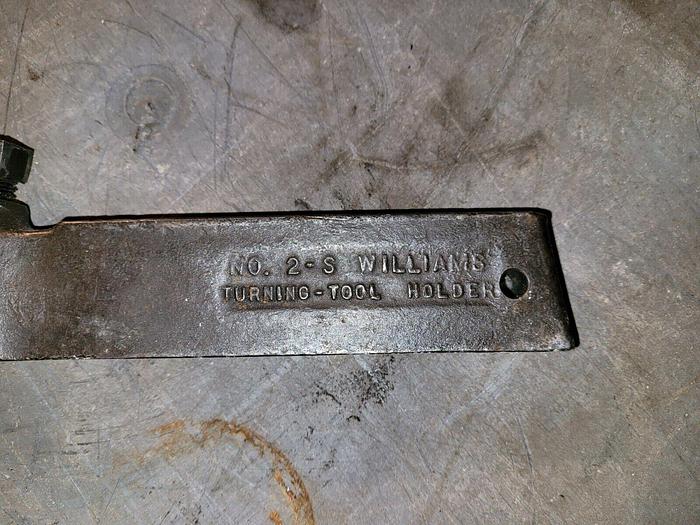 NO. 2-S WILLIAMS
TURNING-TOOL HOLDER